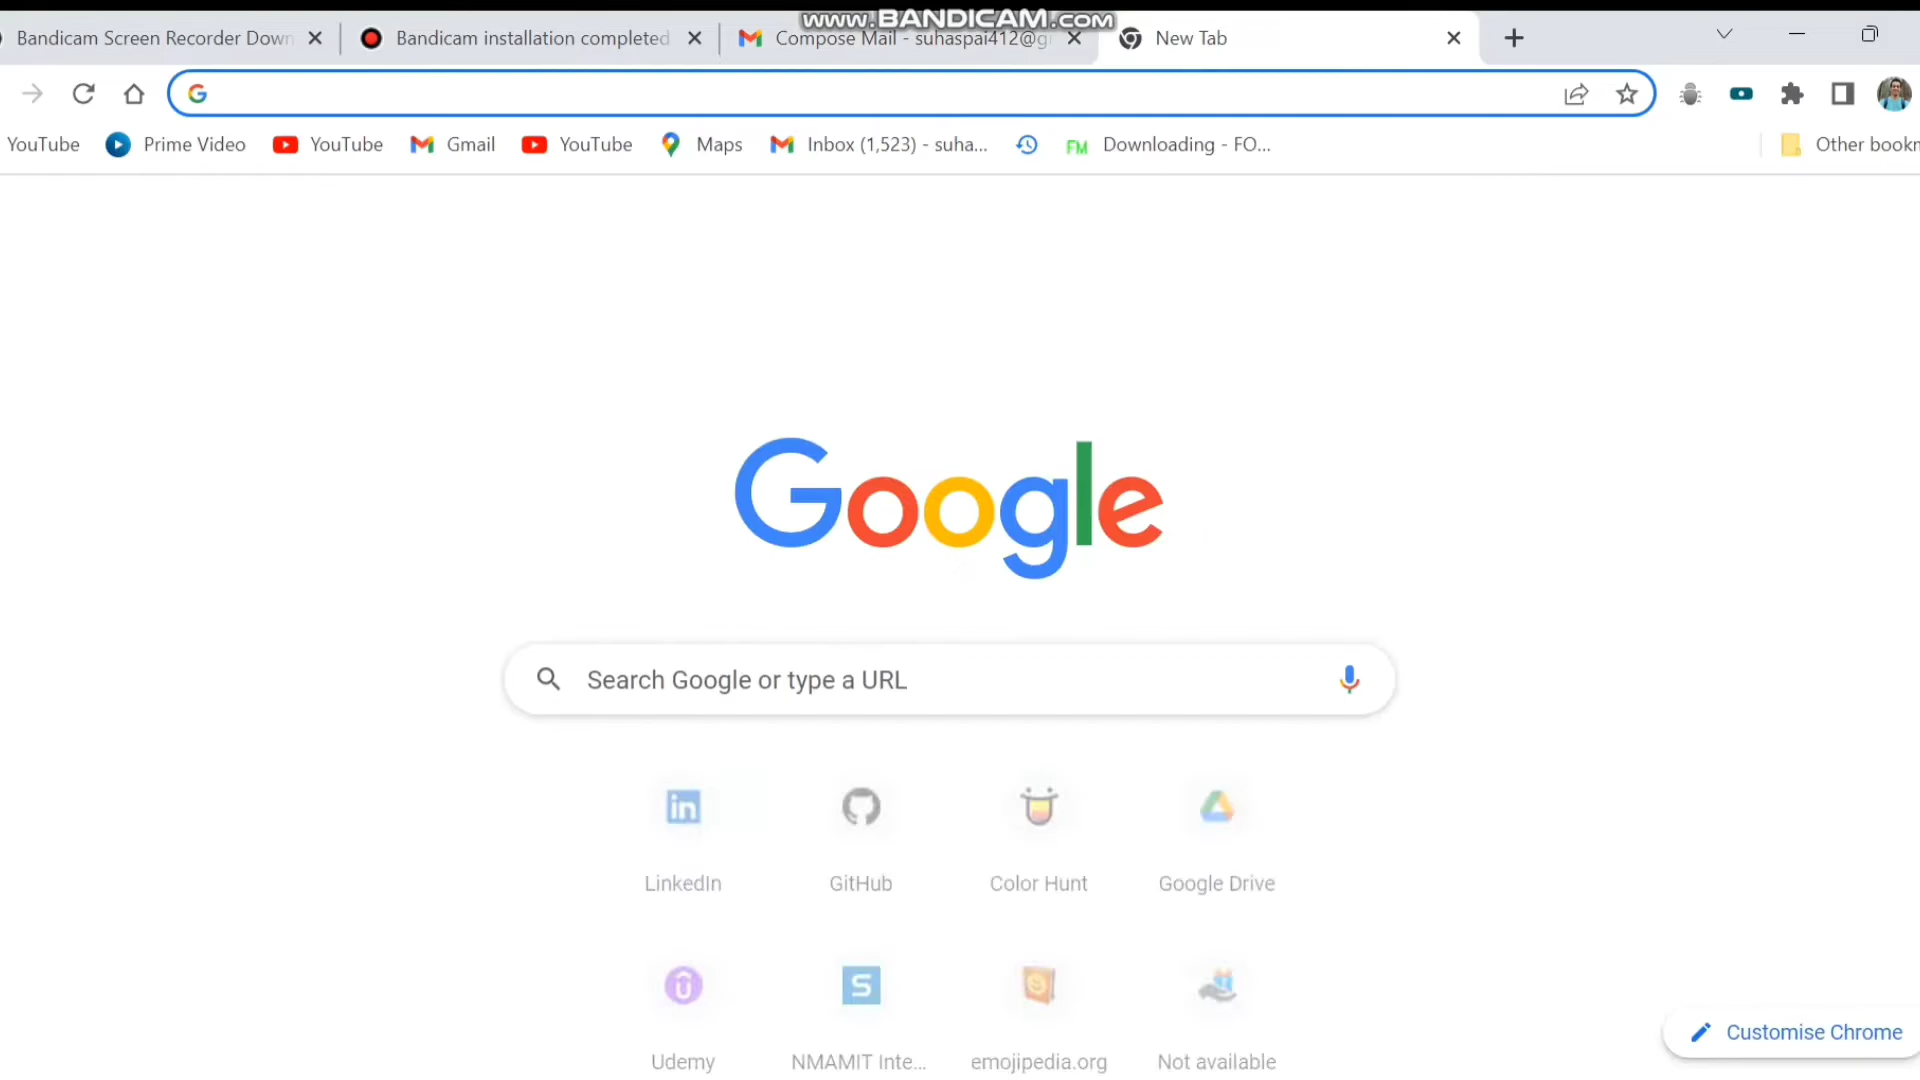 www.BANDICAM.com
Bandicam Screen Recorder Down
Bandicam installation completed
Compose Mail - suhaspai412@g
New Tab
YouTube
Prime Video
YouTube
Gmail
YouTube
Maps
Inbox (1,523) - suha...
FM
Downloading - FO...
Other bookm
Google
Search Google or type a URL
LinkedIn
GitHub
Color Hunt
Google Drive
Udemy
NMAMIT Inte...
emojipedia.org
Not available
Customise Chrome